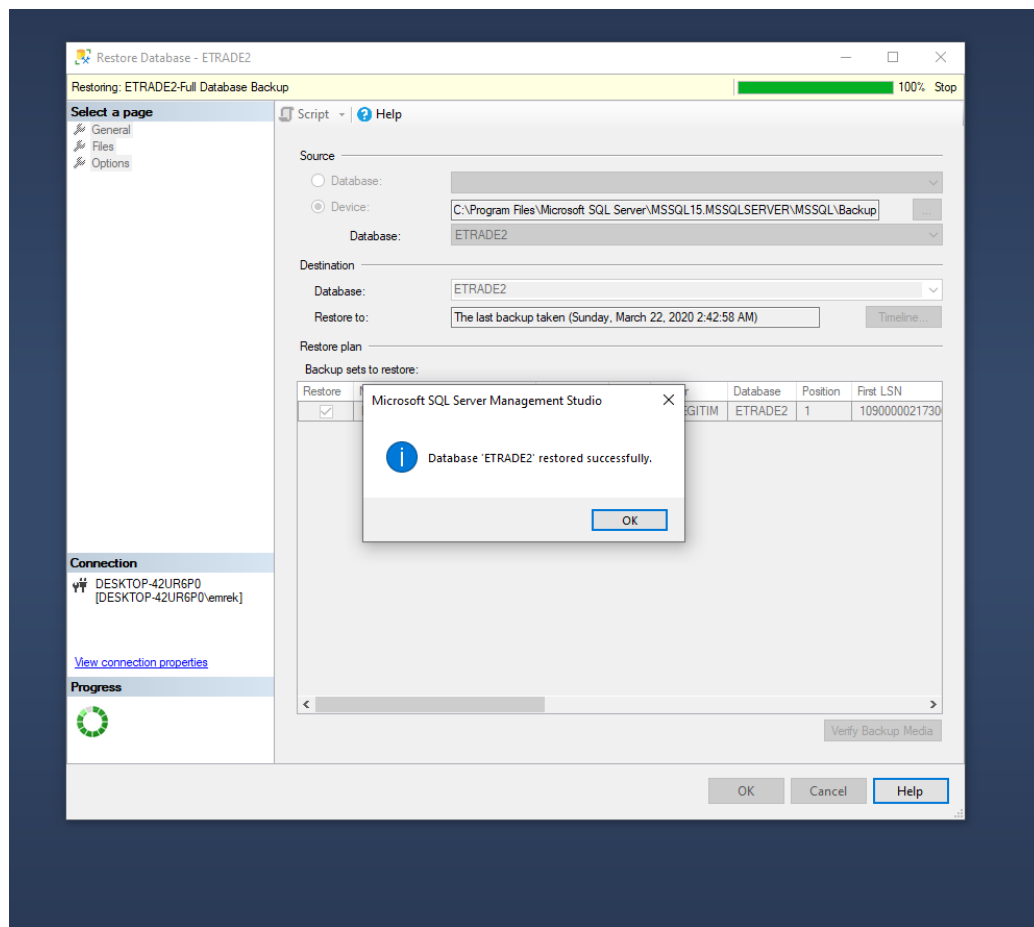 Restore Database - ETRADE2
Restoring: ETRADE2-Full Database Backup
100% Stop
Select a page
General
Files
Options
Script
Help
Source
Database:
Device:
C:\Program Files\Microsoft SQL Server\MSSQL15.MSSQLSERVER\MSSQL\Backup
...
Database:
ETRADE2
Destination
Database:
ETRADE2
Restore to:
The last backup taken (Sunday, March 22, 2020 2:42:58 AM)
Timeline...
Restore plan
Backup sets to restore:
Restore Database Position First LSN
EGITIM ETRADE2 1 1090000021730
Microsoft SQL Server Management Studio
Database 'ETRADE2' restored successfully.
OK
Connection
DESKTOP-42UR6P0
[DESKTOP-42UR6P0\emrek]
View connection properties
Progress
Verify Backup Media
OK Cancel Help